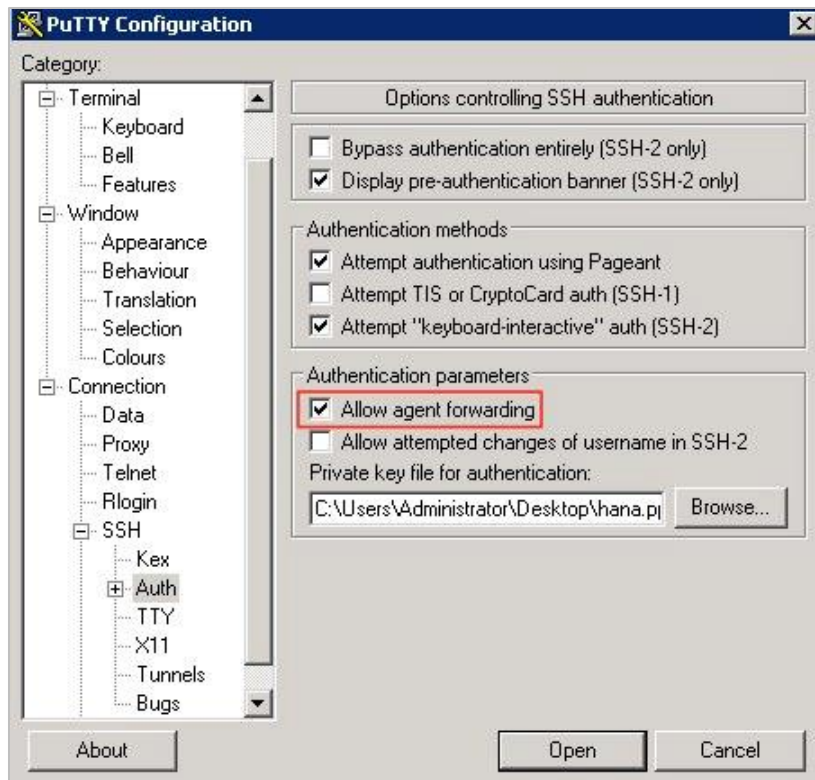 PuTTY Configuration
Category:
Terminal
Keyboard
Bell
Features
Window
Appearance
Behaviour
Translation
Selection
Colours
Connection
Data
Proxy
Telnet
Rlogin
SSH
Kex
Auth
TTY
X11
Tunnels
Bugs
Options controlling SSH authentication
Bypass authentication entirely (SSH-2 only)
Display pre-authentication banner (SSH-2 only)
Authentication methods
Attempt authentication using Pageant
Attempt TIS or CryptoCard auth (SSH-1)
Attempt "keyboard-interactive" auth (SSH-2)
Authentication parameters
Allow agent forwarding
Allow attempted changes of username in SSH-2
Private key file for authentication:
C:\Users\Administrator\Desktop\hana.p Browse...
About Open Cancel